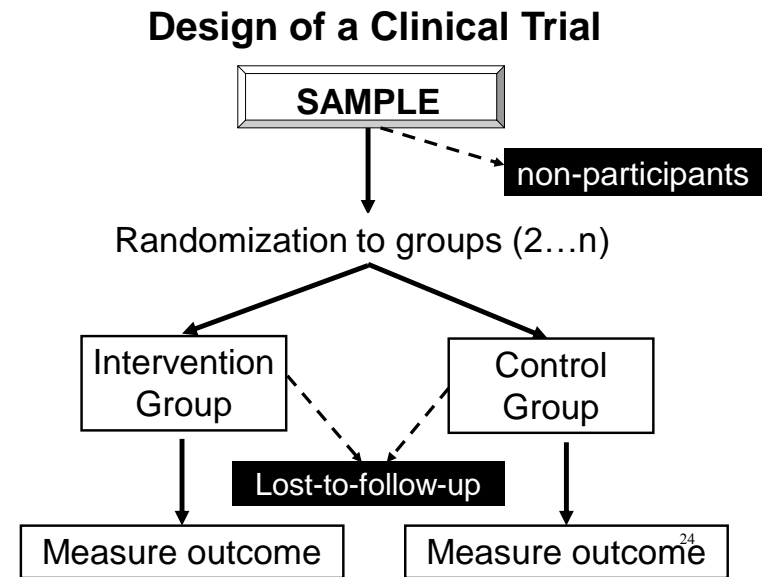 Design of a Clinical Trial
SAMPLE
non-participants
Randomization to groups (2…n)
Intervention
Group
Control
Group
Lost-to-follow-up
Measure outcome
Measure outcome
24